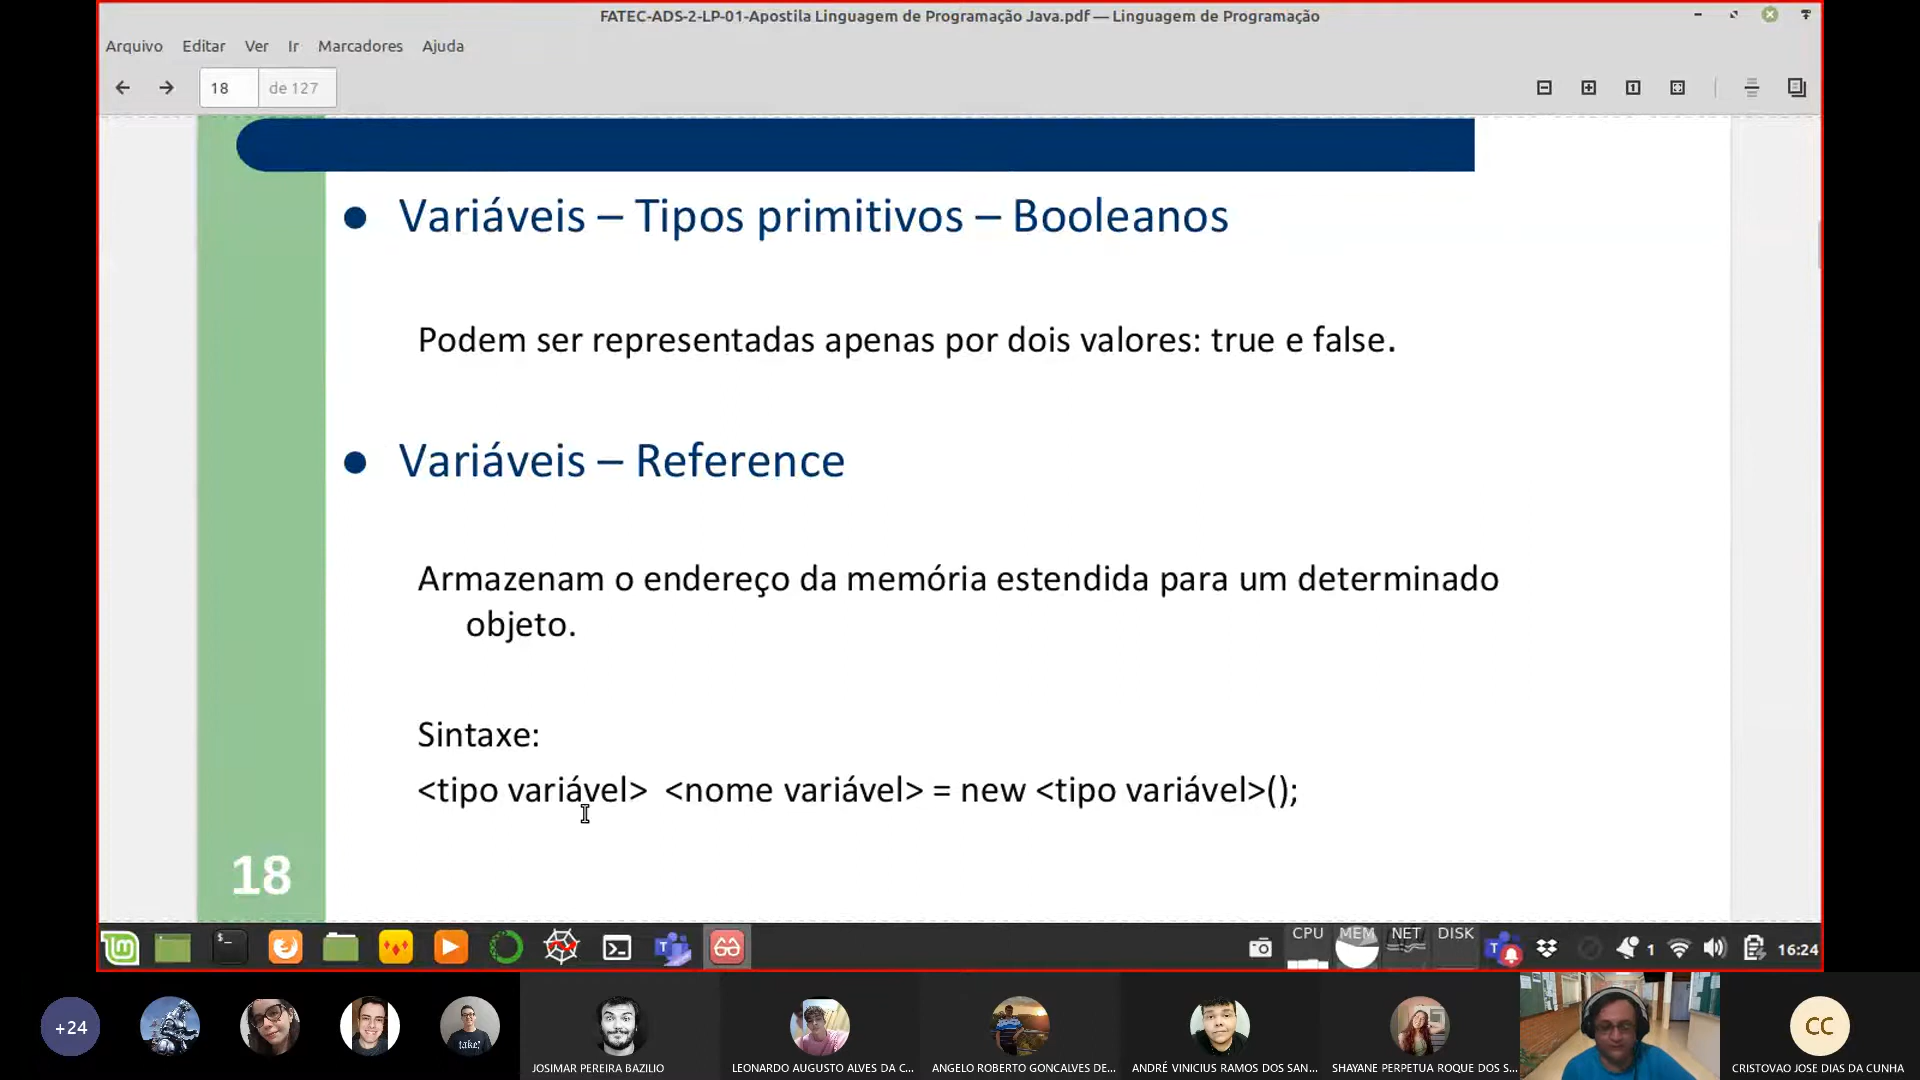 FATEC-ADS-2-LP-01-Apostila Linguagem de Programação Java.pdf — Linguagem de Programação
Arquivo Editar Ver Ir Marcadores Ajuda
18 de 127
Variáveis – Tipos primitivos – Booleanos
Podem ser representadas apenas por dois valores: true e false.
Variáveis – Reference
Armazenam o endereço da memória estendida para um determinado
objeto.
Sintaxe:
<tipo variável> <nome variável> = new <tipo variável>();
18
CPU MEM NET DISK
1 16:24
+24
take!
CC
JOSIMAR PEREIRA BAZILIO
LEONARDO AUGUSTO ALVES DA C...
ANGELO ROBERTO GONCALVES DE...
ANDRÉ VINICIUS RAMOS DOS SAN...
SHAYANE PERPETUA ROQUE DOS S...
CRISTOVAO JOSE DIAS DA CUNHA